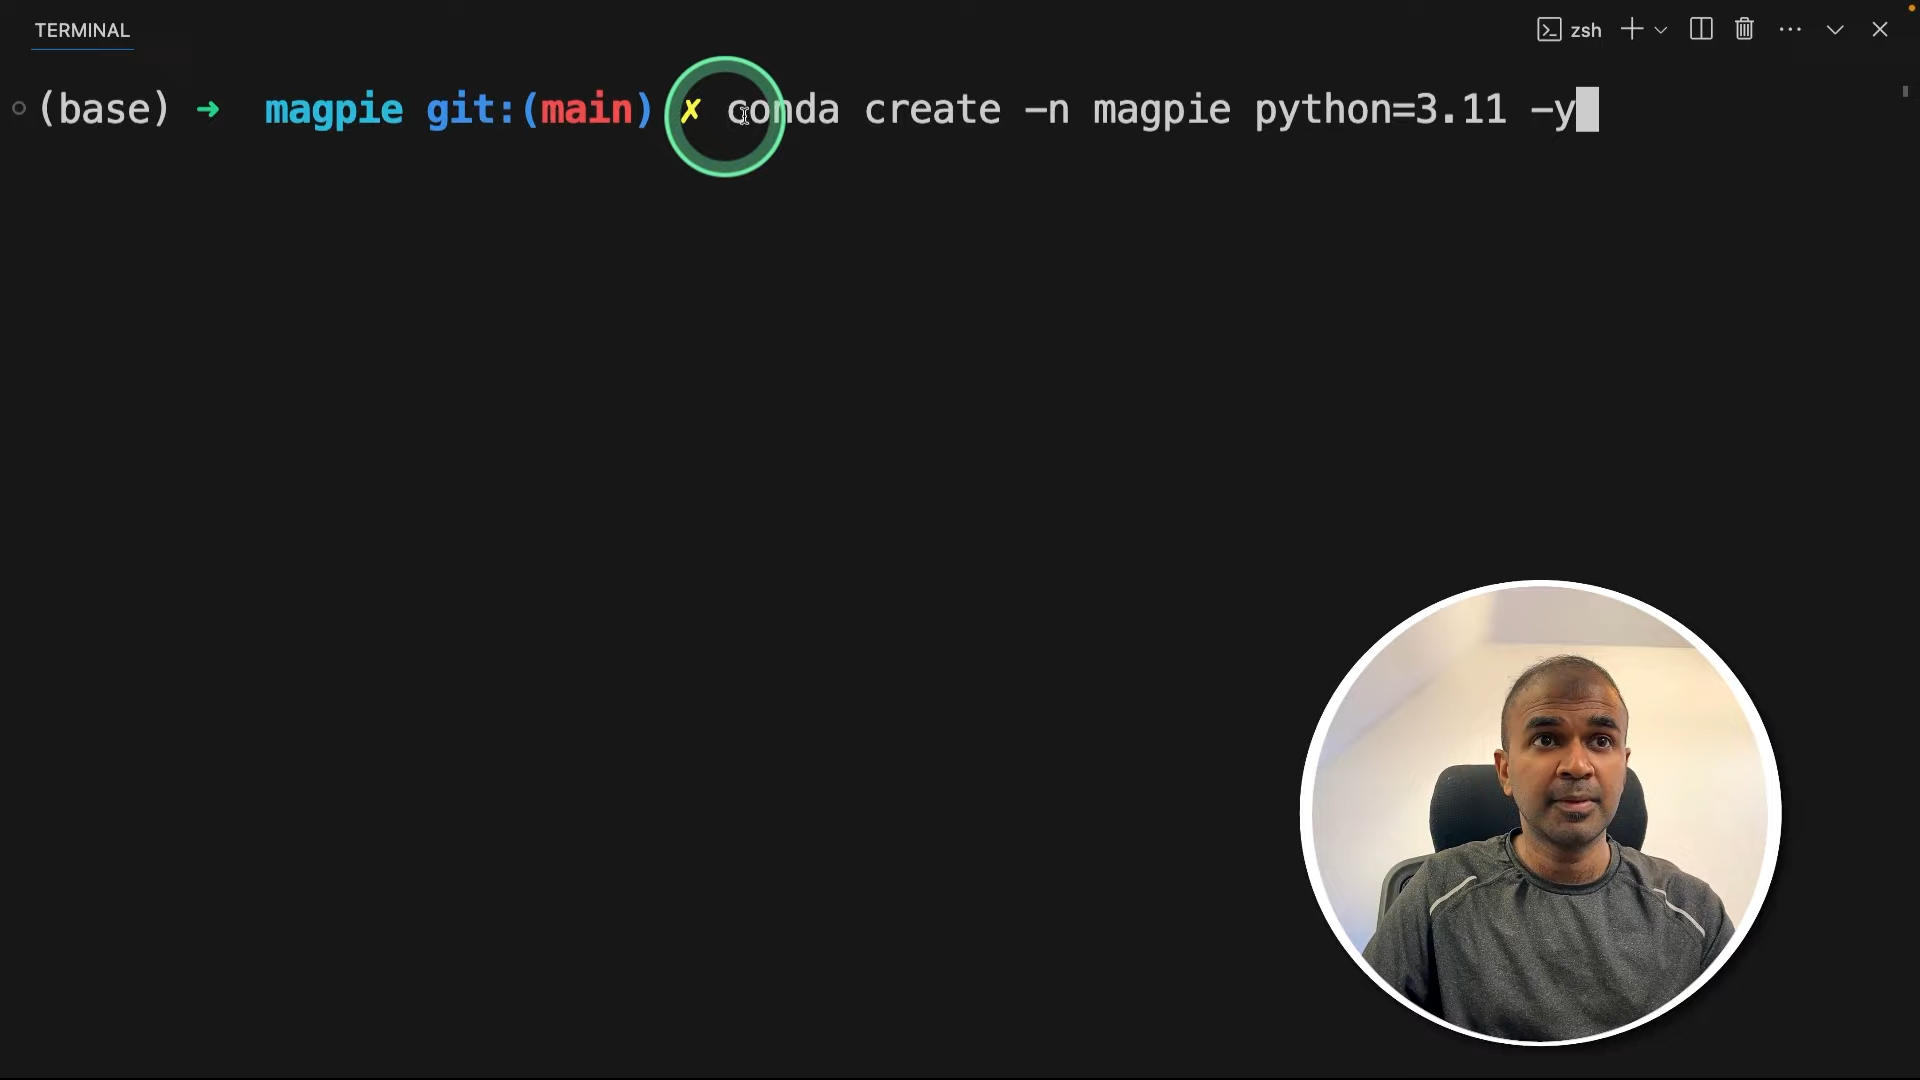 TERMINAL
zsh
(base) ➜ magpie git:(main) ✗ conda create -n magpie python=3.11 -y